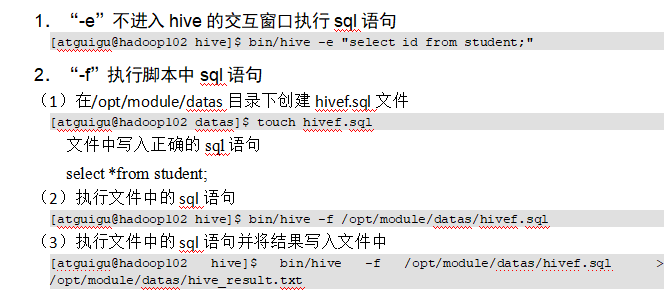 1. “-e”不进入 hive 的交互窗口执行 sql 语句
[atguigu@hadoop102 hive]$ bin/hive -e "select id from student;"
2. “-f”执行脚本中 sql 语句
（1）在/opt/module/datas 目录下创建 hivef.sql 文件
[atguigu@hadoop102 datas]$ touch hivef.sql
文件中写入正确的 sql 语句
select *from student;
（2）执行文件中的 sql 语句
[atguigu@hadoop102 hive]$ bin/hive -f /opt/module/datas/hivef.sql
（3）执行文件中的 sql 语句并将结果写入文件中
[atguigu@hadoop102 hive]$ bin/hive -f /opt/module/datas/hivef.sql >
/opt/module/datas/hive_result.txt